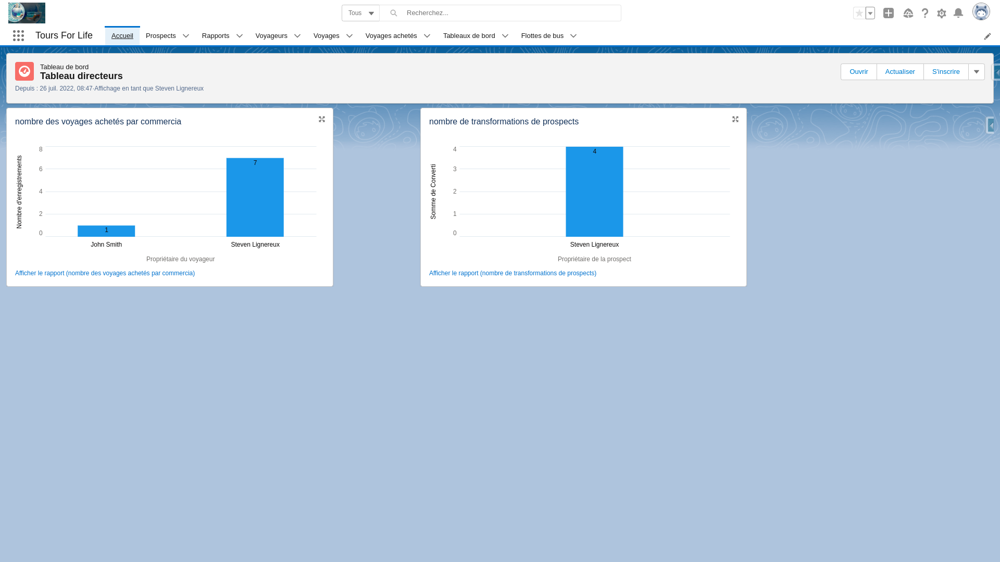 Tous
Recherchez...
Tours For Life
Accueil
Prospects
Rapports
Voyageurs
Voyages
Voyages achetés
Tableaux de bord
Flottes de bus
Tableau de bord
Tableau directeurs
Depuis : 26 juil. 2022, 08:47·Affichage en tant que Steven Lignereux
Ouvrir
Actualiser
S'inscrire
nombre des voyages achetés par commercia
Nombre d'enregistrements
8
6
4
2
0
1
7
John Smith
Steven Lignereux
Propriétaire du voyageur
Afficher le rapport (nombre des voyages achetés par commercia)
nombre de transformations de prospects
Somme de Converti
4
3
2
1
0
4
Steven Lignereux
Propriétaire de la prospect
Afficher le rapport (nombre de transformations de prospects)